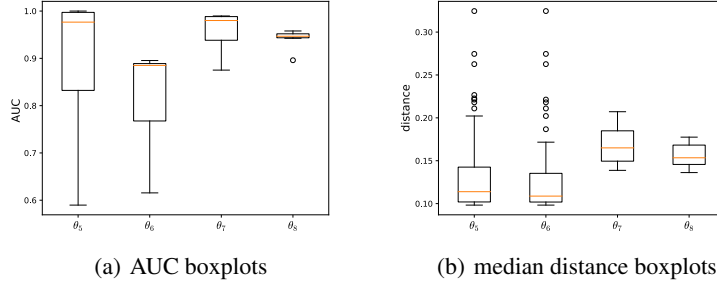 1.0
0.9
0.8
0.7
0.6
AUC
θ5 θ6 θ7 θ8
(a) AUC boxplots
0.30
0.25
0.20
0.15
0.10
distance
θ5 θ6 θ7 θ8
(b) median distance boxplots